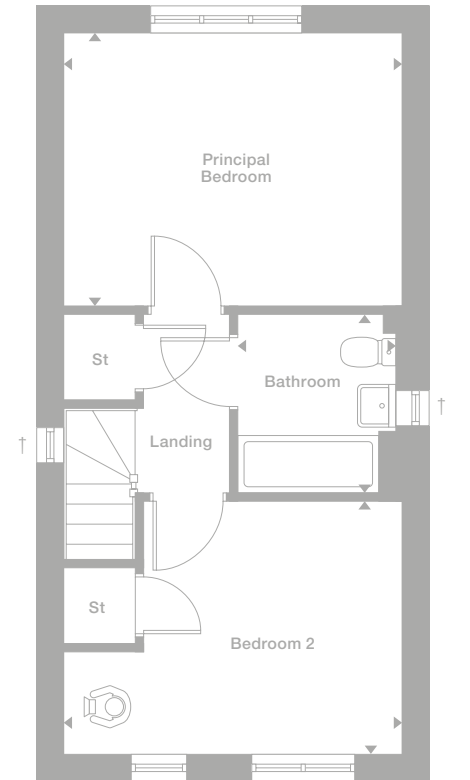 Principal
Bedroom
St
Bathroom
†
Landing
†
St
Bedroom 2